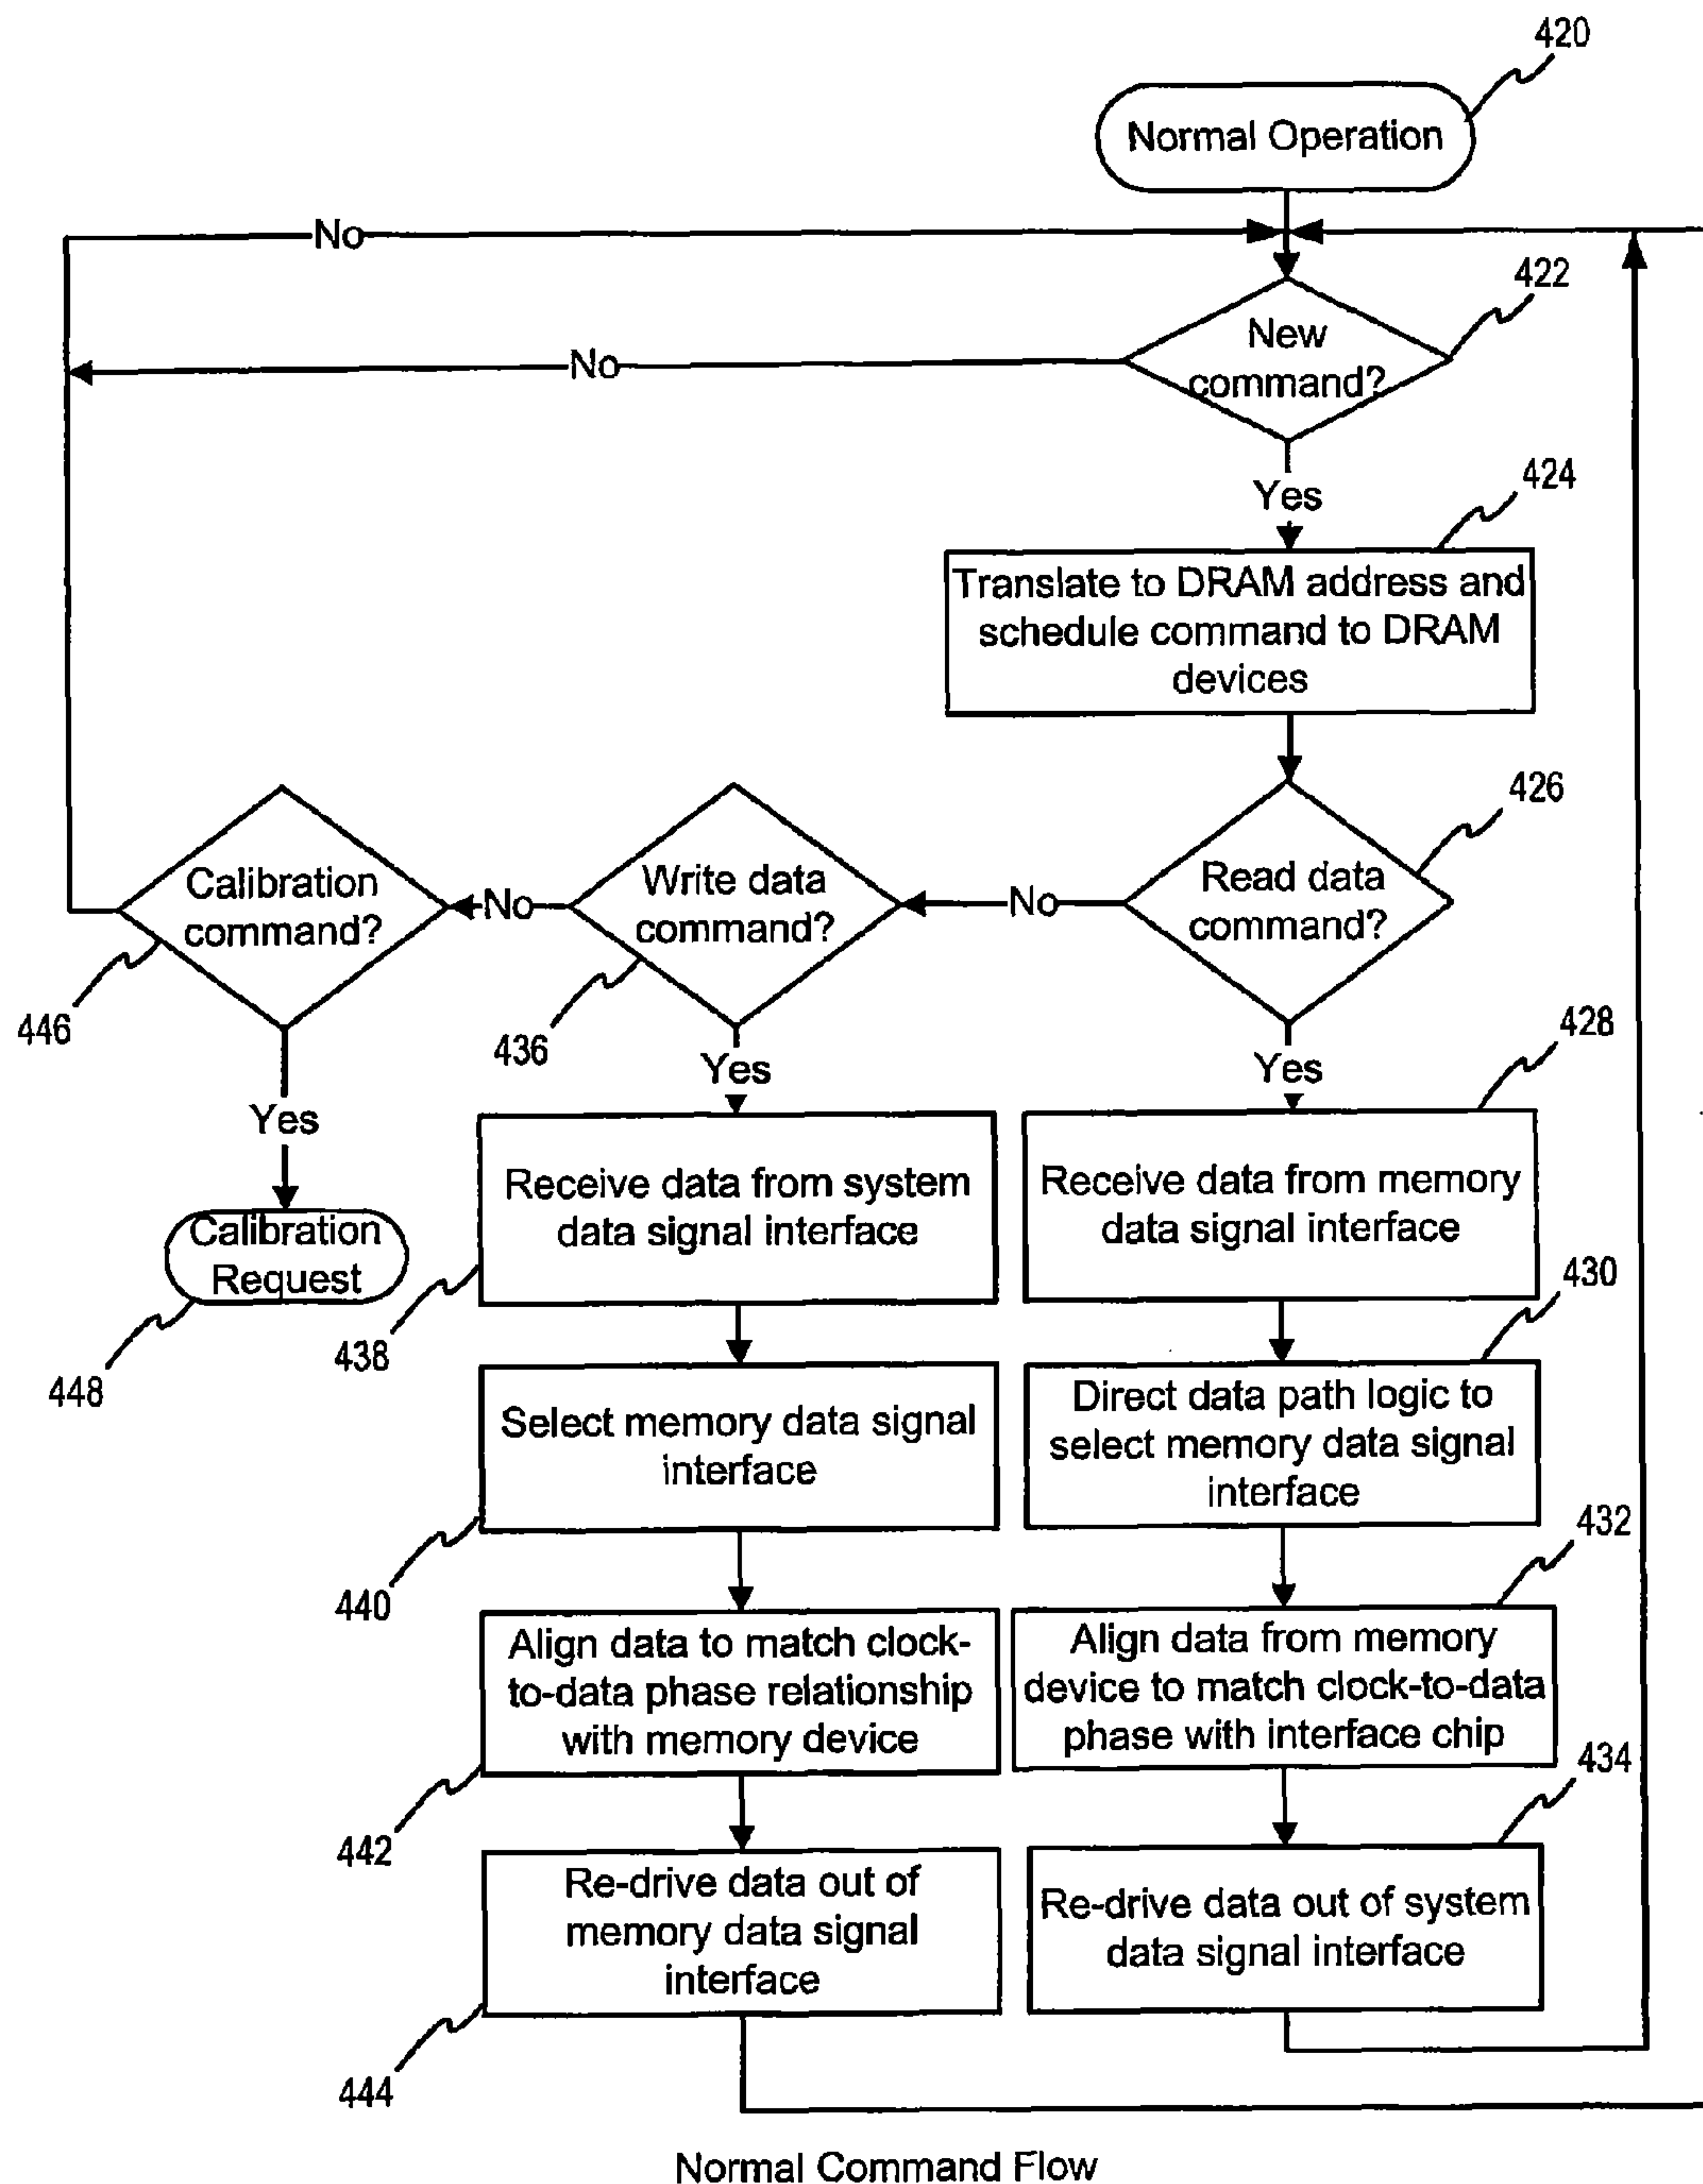 420
Normal Operation
No
422
New
command?
No
Yes
424
Translate to DRAM address and
schedule command to DRAM
devices
426
Read data
command?
No
Write data
command?
No
Calibration
command?
446
436
428
Yes
Yes
Yes
Receive data from system
data signal interface
Receive data from memory
data signal interface
Calibration
Request
430
438
448
Select memory data signal
interface
Direct data path logic to
select memory data signal
interface
432
440
Align data to match clock-
to-data phase relationship
with memory device
Align data from memory
device to match clock-to-data
phase with interface chip
434
442
Re-drive data out of
memory data signal
interface
Re-drive data out of system
data signal interface
444
Normal Command Flow